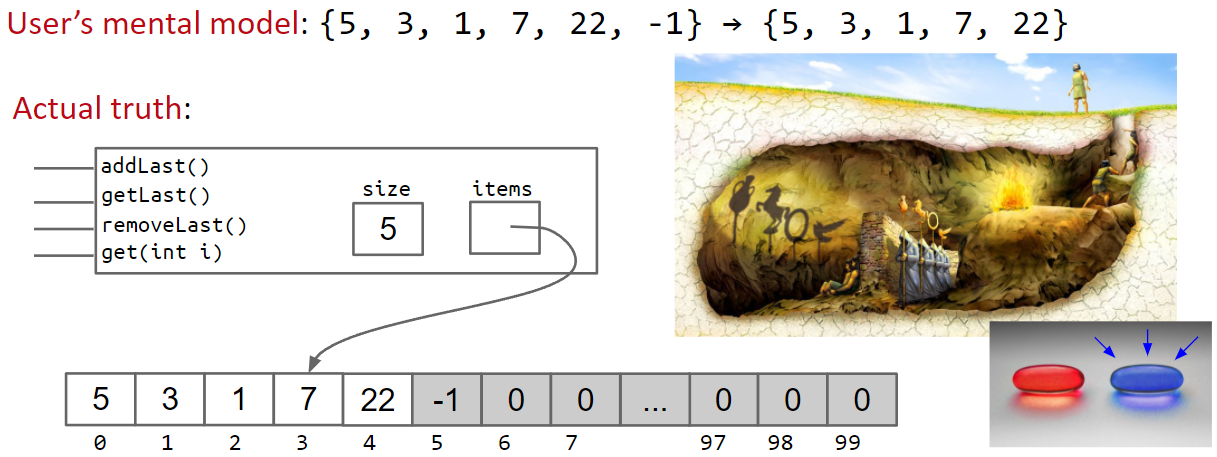 User's mental model: {5, 3, 1, 7, 22, -1} → {5, 3, 1, 7, 22}
Actual truth:
addLast()
getLast()
removeLast()
get(int i)
size
items
5
5 3 1 7 22 -1 0 0 ... 0 0 0
0 1 2 3 4 5 6 7 97 98 99